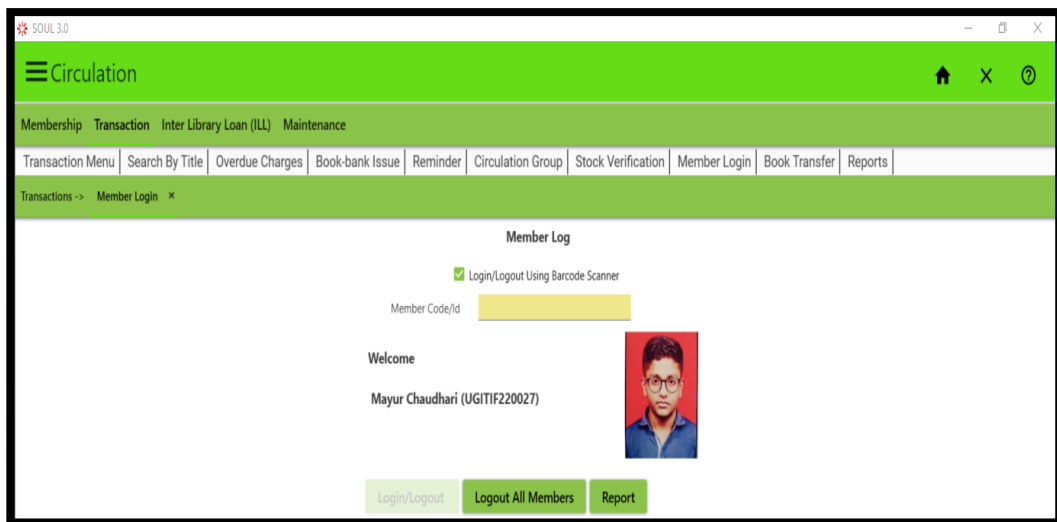 SOUL 3.0
Circulation
Membership Transaction Inter Library Loan (ILL) Maintenance
Transaction Menu Search By Title Overdue Charges Book-bank Issue Reminder Circulation Group Stock Verification Member Login Book Transfer Reports
Transactions -> Member Login ×
Member Log
Login/Logout Using Barcode Scanner
Member Code/Id
Welcome
Mayur Chaudhari (UGITIF220027)
Login/Logout Logout All Members Report